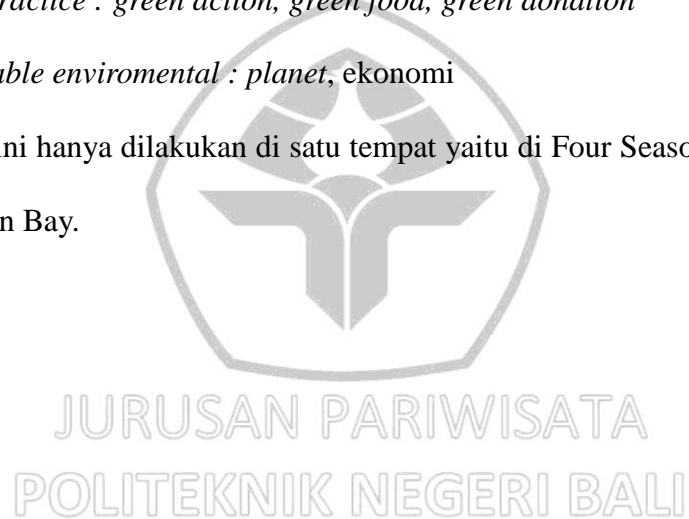 ractice : green action, green food, green donation
able enviromental : planet, ekonomi
ini hanya dilakukan di satu tempat yaitu di Four Seaso
n Bay.
JURUSAN PARIWISATA
POLITEKNIK NEGERI BALI